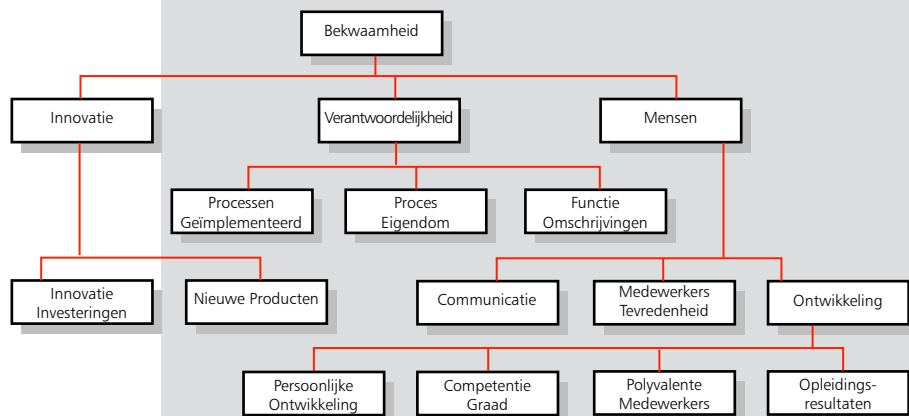 Bekwaamheid
Innovatie
Verantwoordelijkheid
Mensen
Processen
Geïmplementeerd
Proces
Eigendom
Functie
Omschrijvingen
Innovatie
Investeringen
Nieuwe Producten
Communicatie
Medewerkers
Tevredenheid
Ontwikkeling
Persoonlijke
Ontwikkeling
Competentie
Graad
Polyvalente
Medewerkers
Opleidings-
resultaten